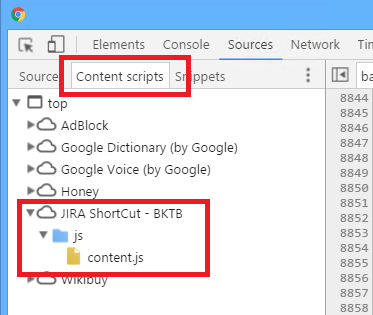 Elements Console Sources Network Timeline
Content scripts Snippets
ba
top
AdBlock
Google Dictionary (by Google)
Google Voice (by Google)
Honey
JIRA ShortCut - BKTB
js
content.js
Wikibuy
8844
8845
8846
8847
8848
8849
8850
8851
8852
8853
8854
8855
8856
8857
8858